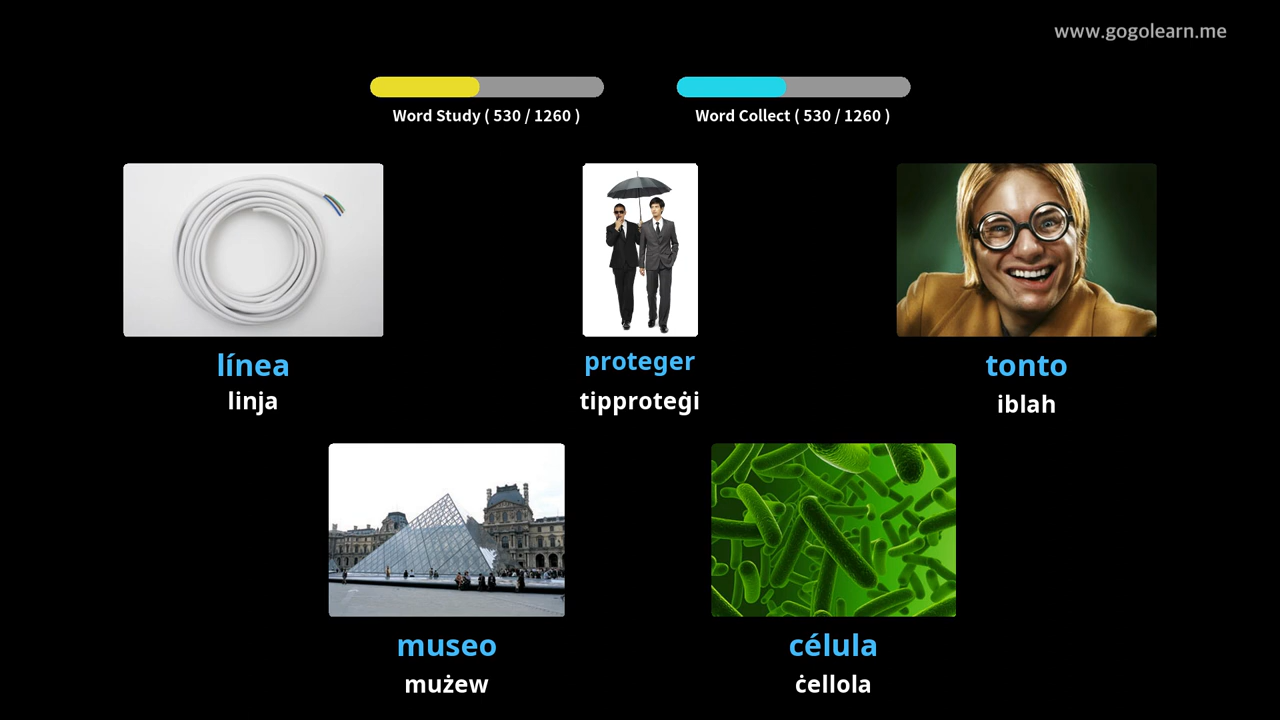 www.gogolearn.me
Word Study ( 530 / 1260 )
Word Collect ( 530 / 1260 )
línea
linja
proteger
tipproteġi
tonto
iblah
museo
mużew
célula
ċellola